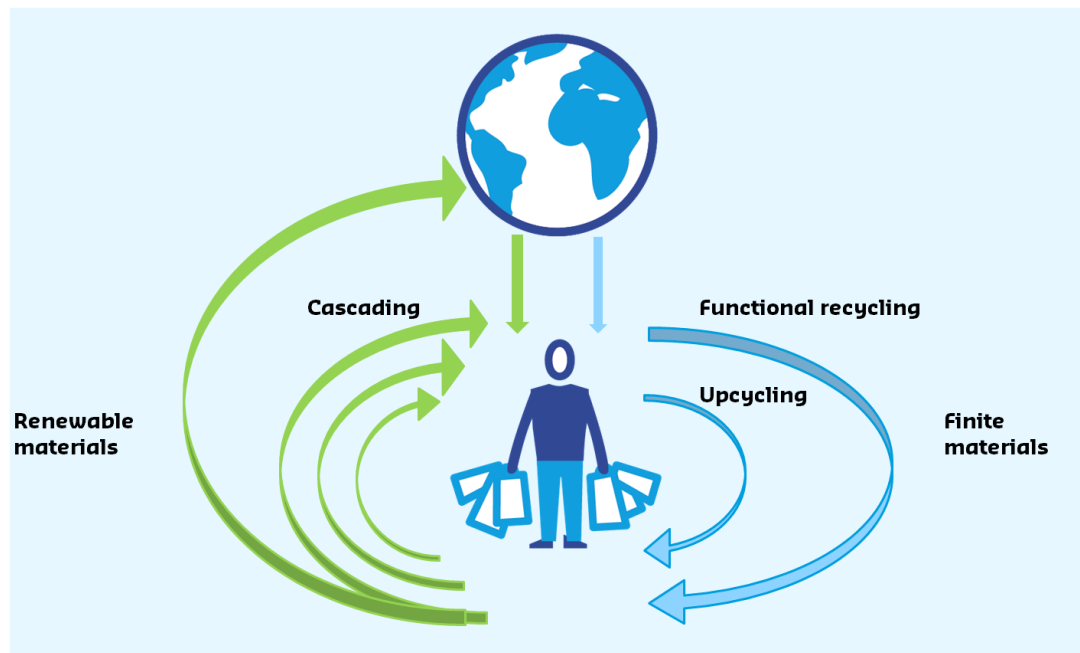 Cascading
Functional recycling
Upcycling
Renewable
materials
Finite
materials